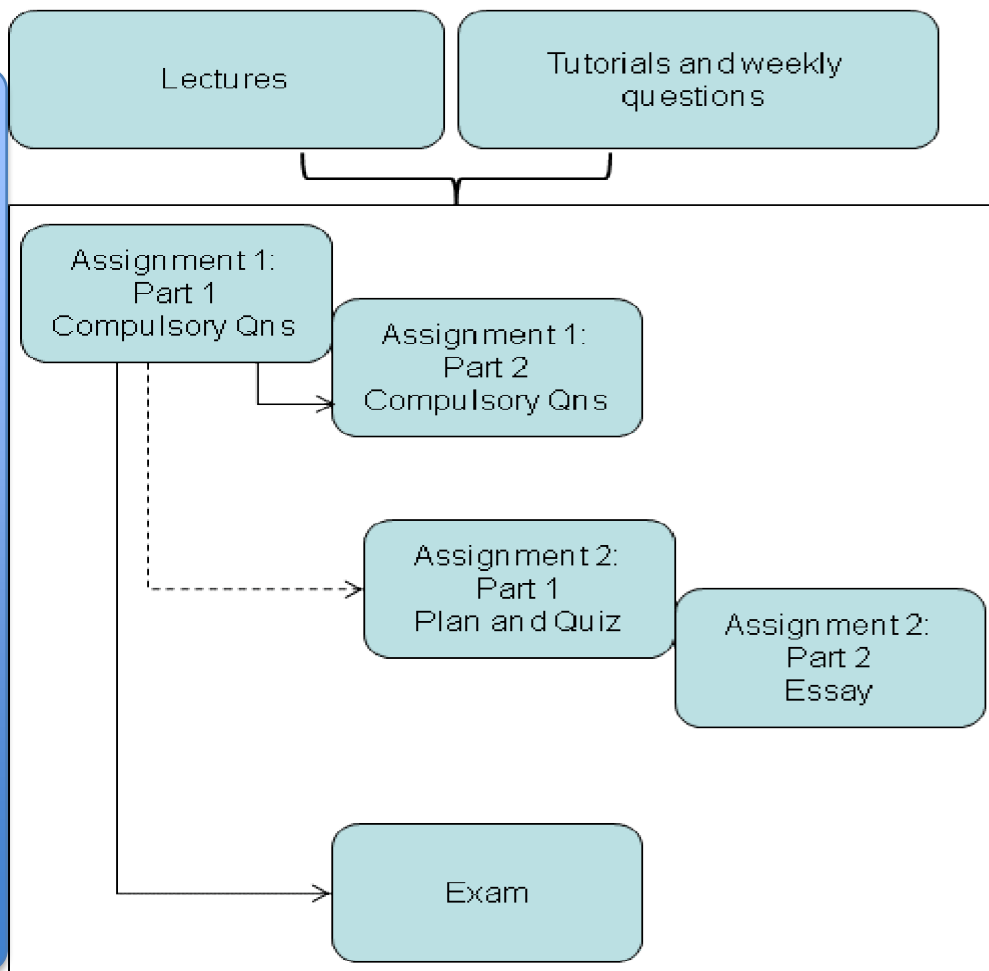 Lectures
Tutorials and weekly
questions
Assignment 1:
Part 1
Compulsory Qns
Assignment 1:
Part 2
Compulsory Qns
Assignment 2:
Part 1
Plan and Quiz
Assignment 2:
Part 2
Essay
Exam